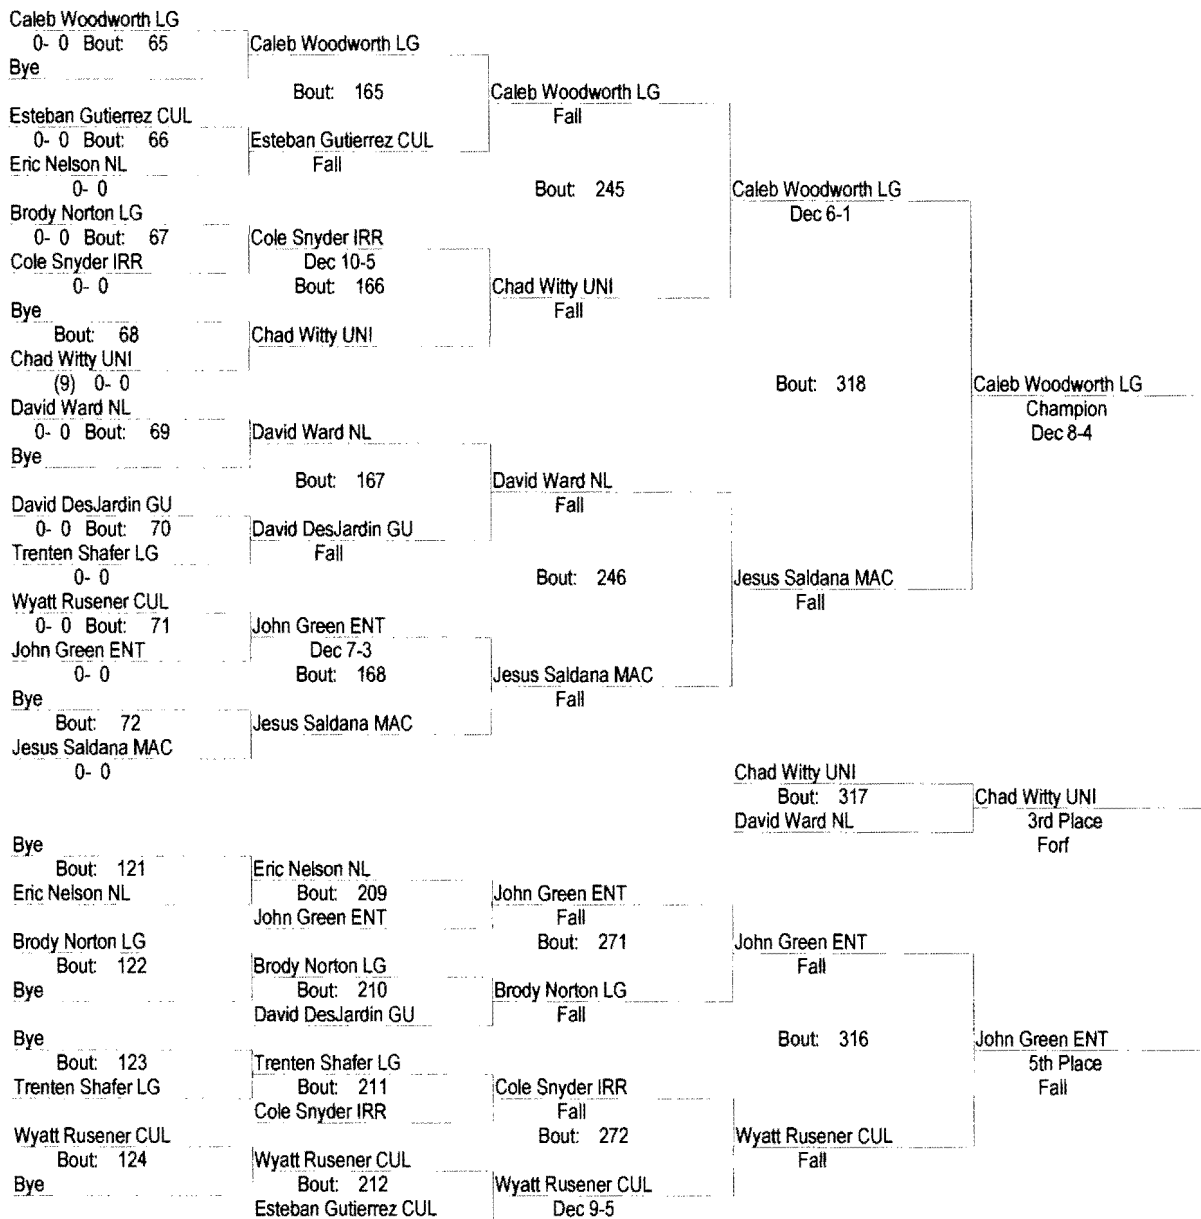 Caleb Woodworth LG
0- 0 Bout: 65
Caleb Woodworth LG
Bye
Bout: 165
Caleb Woodworth LG
Fall
Esteban Gutierrez CUL
0- 0 Bout: 66
Esteban Gutierrez CUL
Eric Nelson NL
Fall
0- 0
Bout: 245
Caleb Woodworth LG
Dec 6-1
Brody Norton LG
0- 0 Bout: 67
Cole Snyder IRR
Cole Snyder IRR
Dec 10-5
0- 0
Bout: 166
Chad Witty UNI
Fall
Bye
Bout: 68
Chad Witty UNI
Chad Witty UNI
(9) 0- 0
Bout: 318
Caleb Woodworth LG
Champion
Dec 8-4
David Ward NL
0- 0 Bout: 69
David Ward NL
Bye
Bout: 167
David Ward NL
Fall
David DesJardin GU
0- 0 Bout: 70
David DesJardin GU
Trenten Shafer LG
Fall
0- 0
Bout: 246
Jesus Saldana MAC
Fall
Wyatt Rusener CUL
0- 0 Bout: 71
John Green ENT
John Green ENT
Dec 7-3
0- 0
Bout: 168
Jesus Saldana MAC
Fall
Bye
Bout: 72
Jesus Saldana MAC
Jesus Saldana MAC
0- 0
Chad Witty UNI
Bout: 317
Chad Witty UNI
David Ward NL
3rd Place
Forf
Bye
Bout: 121
Eric Nelson NL
Eric Nelson NL
Bout: 209
John Green ENT
John Green ENT
Fall
Bout: 271
John Green ENT
Fall
Brody Norton LG
Bout: 122
Brody Norton LG
Bye
Bout: 210
Brody Norton LG
David DesJardin GU
Fall
Bout: 316
John Green ENT
5th Place
Fall
Bye
Bout: 123
Trenten Shafer LG
Trenten Shafer LG
Bout: 211
Cole Snyder IRR
Cole Snyder IRR
Fall
Bout: 272
Wyatt Rusener CUL
Fall
Wyatt Rusener CUL
Bout: 124
Wyatt Rusener CUL
Bye
Bout: 212
Wyatt Rusener CUL
Esteban Gutierrez CUL
Dec 9-5